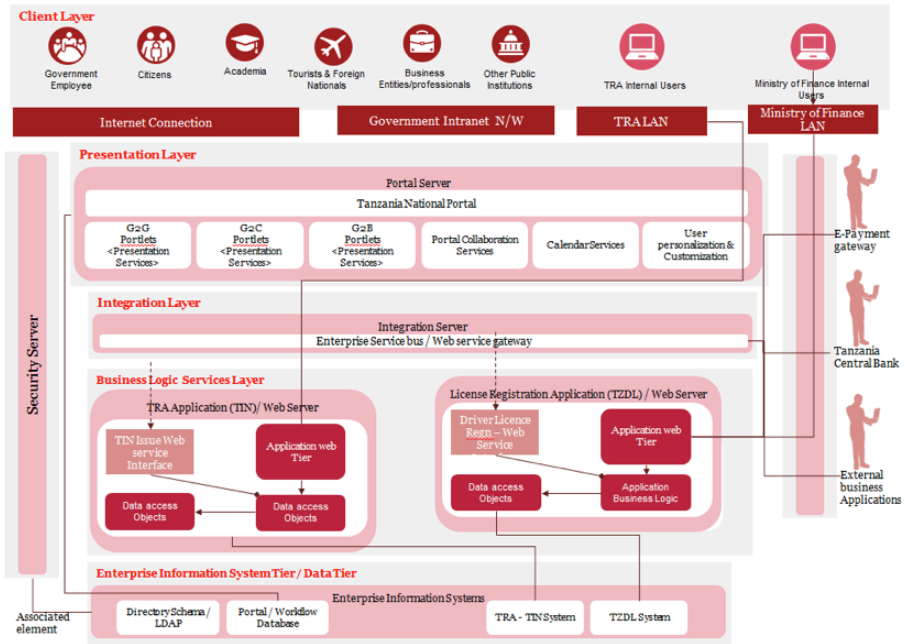 Client Layer
Government
Employee
Citizens
Academia
Tourists & Foreign
Nationals
Business
Entities/professionals
Other Public
Institutions
TRA Internal Users
Ministry of Finance Internal
Users
Internet Connection
Government Intranet N/W
TRA LAN
Ministry of Finance
LAN
Presentation Layer
Portal Server
Tanzania National Portal
G2G
Portlets
<Presentation
Services>
G2C
Portlets
<Presentation
Services>
G2B
Portlets
<Presentation
Services>
Portal Collaboration
Services
Calendar Services
User
personalization &
Customization
E-Payment
gateway
Integration Layer
Integration Server
Enterprise Service bus / Web service gateway
Tanzania
Central Bank
Security Server
Business Logic Services Layer
TRA Application (TIN)/ Web Server
TIN Issue Web
service
Interface
Application web
Tier
Data access
Objects
Data access
Objects
License Registration Application (TZDL) / Web Server
Driver Licence
Regn – Web
Service
Application web
Tier
Data access
Objects
Application
Business Logic
External
business
Applications
Enterprise Information System Tier / Data Tier
Enterprise Information Systems
Directory Schema /
LDAP
Portal / Workflow
Database
TRA - TIN System
TZDL System
Associated
element